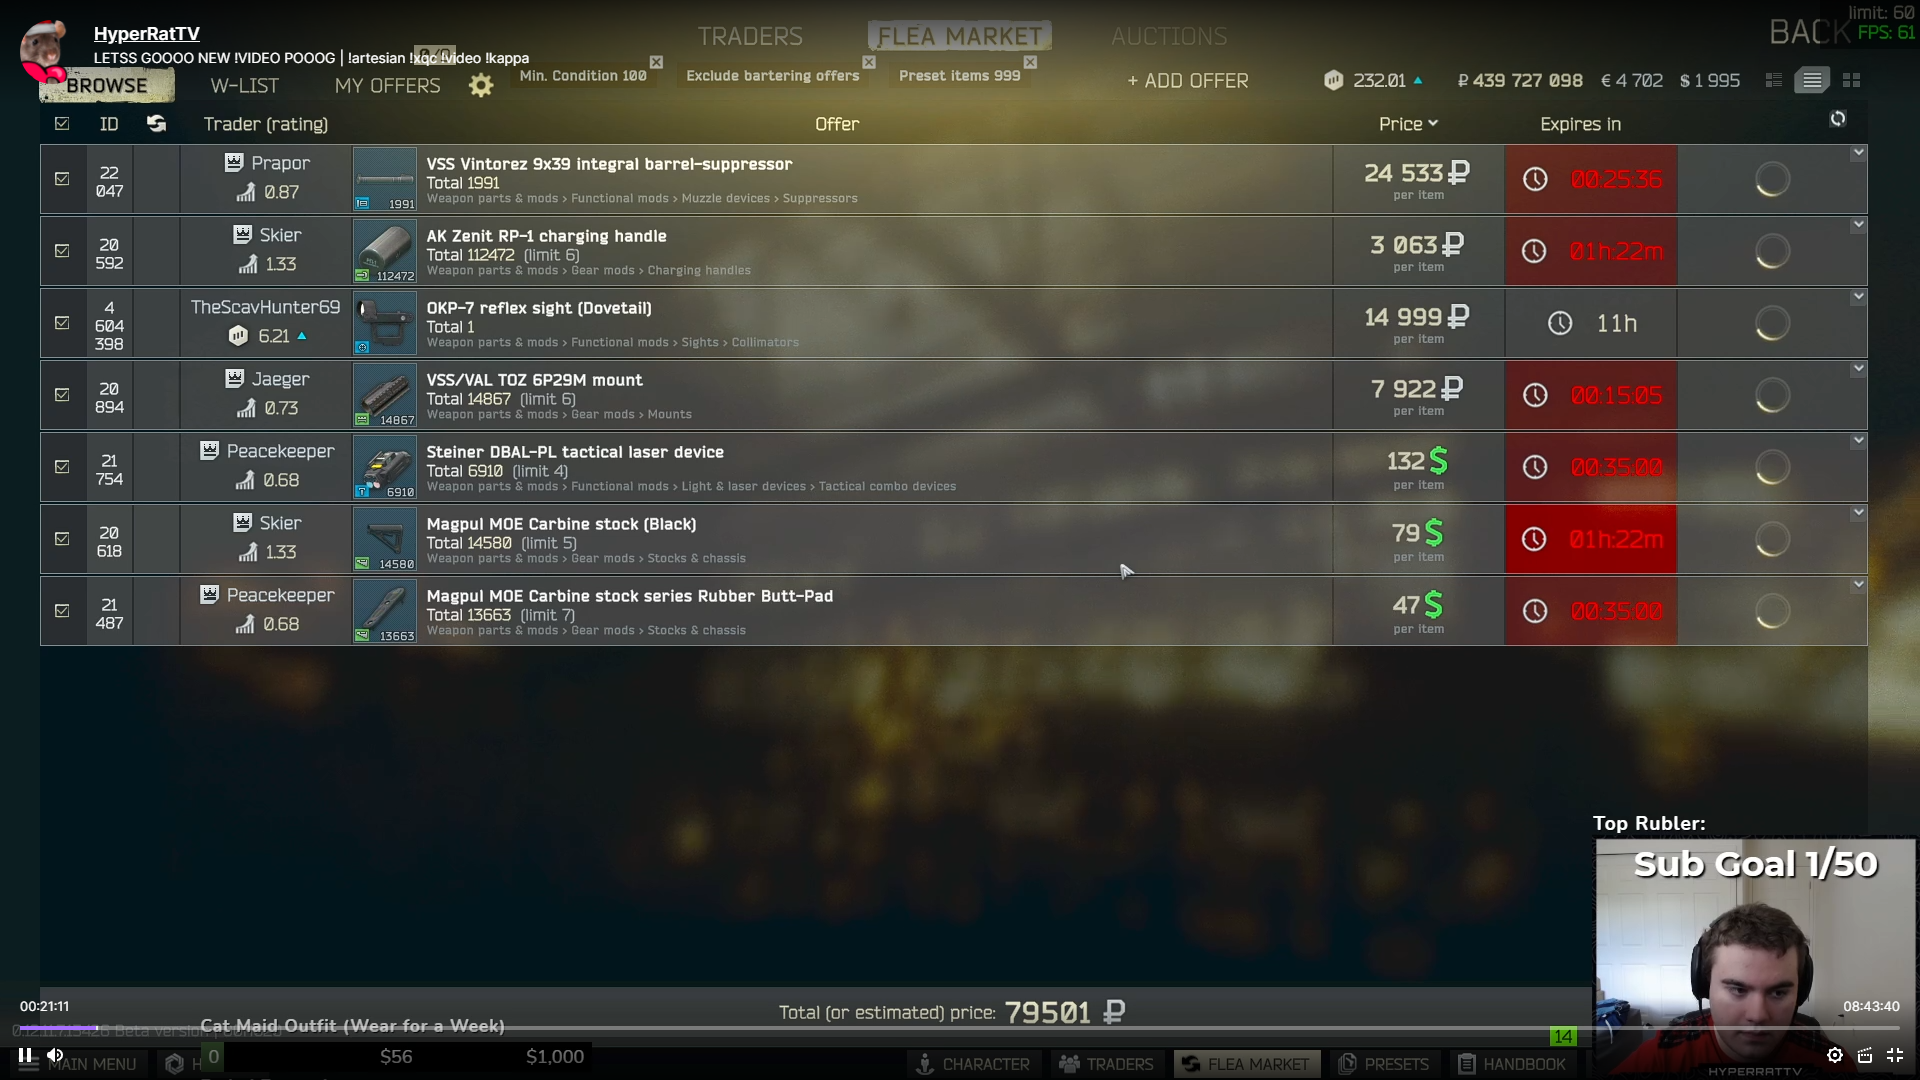 HyperRatTV
LETSS GOOOO NEW !VIDEO POOOG | !artesian !xqc !video !kappa
TRADERS
FLEA MARKET
AUCTIONS
BACK
limit: 60
FPS: 61
BROWSE
W-LIST
MY OFFERS
Min. Condition 100
Exclude bartering offers
Preset items 999
+ ADD OFFER
232.01
₽ 439 727 098
€ 4 702
$ 1 995
ID
Trader (rating)
Offer
Price
Expires in
22 047
Prapor
0.87
1991
VSS Vintorez 9x39 integral barrel-suppressor
Total 1991
Weapon parts & mods > Functional mods > Muzzle devices > Suppressors
24 533 ₽
per item
00:25:36
20 592
Skier
1.33
112472
AK Zenit RP-1 charging handle
Total 112472 (limit 6)
Weapon parts & mods > Gear mods > Charging handles
3 063 ₽
per item
01h:22m
4 604 398
TheScavHunter69
6.21
OKP-7 reflex sight (Dovetail)
Total 1
Weapon parts & mods > Functional mods > Sights > Collimators
14 999 ₽
per item
11h
20 894
Jaeger
0.73
14867
VSS/VAL TOZ 6P29M mount
Total 14867 (limit 6)
Weapon parts & mods > Gear mods > Mounts
7 922 ₽
per item
00:15:05
21 754
Peacekeeper
0.68
6910
Steiner DBAL-PL tactical laser device
Total 6910 (limit 4)
Weapon parts & mods > Functional mods > Light & laser devices > Tactical combo devices
132 $
per item
00:35:00
20 618
Skier
1.33
14580
Magpul MOE Carbine stock (Black)
Total 14580 (limit 5)
Weapon parts & mods > Gear mods > Stocks & chassis
79 $
per item
01h:22m
21 487
Peacekeeper
0.68
13663
Magpul MOE Carbine stock series Rubber Butt-Pad
Total 13663 (limit 7)
Weapon parts & mods > Gear mods > Stocks & chassis
47 $
per item
00:35:00
Top Rubler:
Sub Goal 1/50
00:21:11
Total (or estimated) price: 79501 ₽
08:43:40
Cat Maid Outfit (Wear for a Week)
14
0
$56
$1,000
MAIN MENU
CHARACTER
TRADERS
FLEA MARKET
PRESETS
HANDBOOK
HYPERRATTV